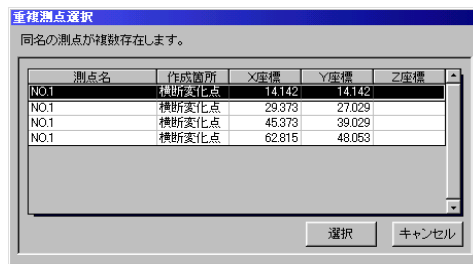 重複測点選択
同名の測点が複数存在します。
測点名 作成箇所 X座標 Y座標 Z座標
NO.1 横断変化点 14.142 14.142
NO.1 横断変化点 29.373 27.029
NO.1 横断変化点 45.373 39.029
NO.1 横断変化点 62.815 48.053
選択 キャンセル